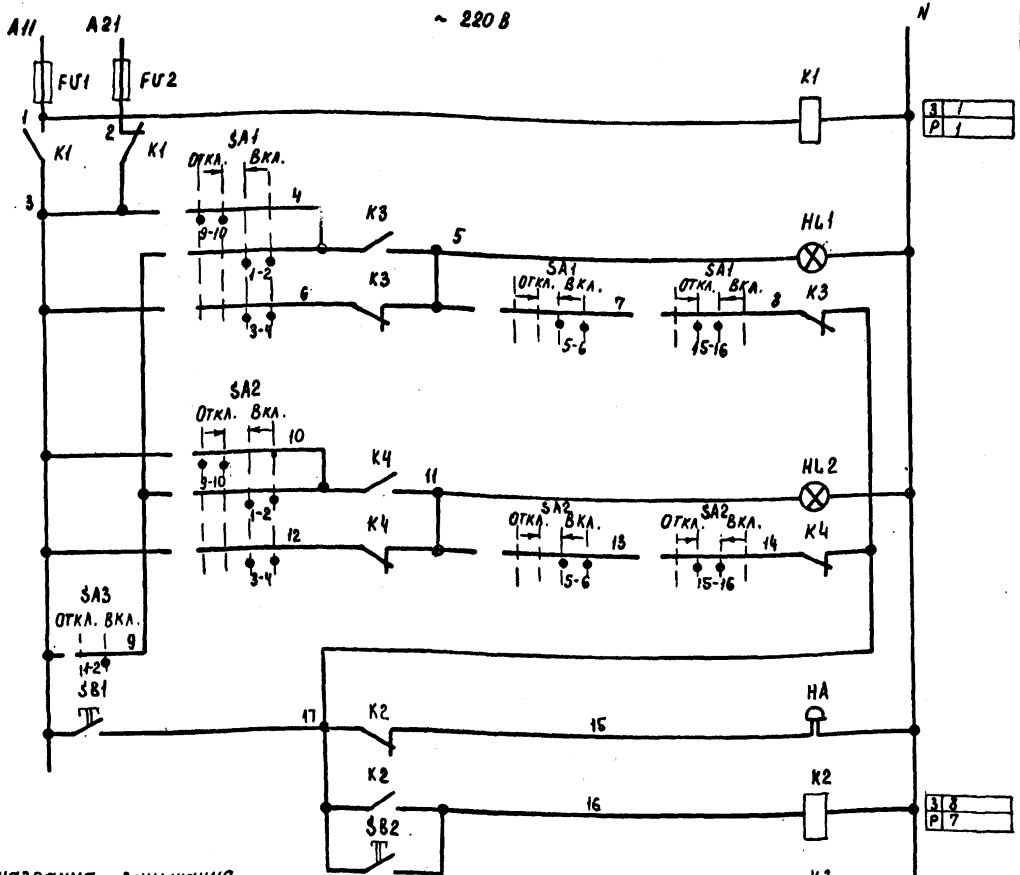 A11 A21 ~ 220 В N
FU1 FU2 K1
З 1
Р 1
1 2
K1 K1 SA1
ОТКЛ. ВКЛ.
3 4 K3
9-10 5 HL1
1-2 SA1 SA1
ОТКЛ. ВКЛ. ОТКЛ. ВКЛ.
6 K3 7 8 K3
3-4 5-6 15-16
SA2
ОТКЛ. ВКЛ.
10 K4 HL2
9-10 11
1-2 SA2 SA2
ОТКЛ. ВКЛ. ОТКЛ. ВКЛ.
12 K4 13 14 K4
3-4 5-6 15-16
SA3
ОТКЛ. ВКЛ.
9
1-2
SB1 HA
17 K2 15
K2 16 K2
З 8
Р 7
SB2